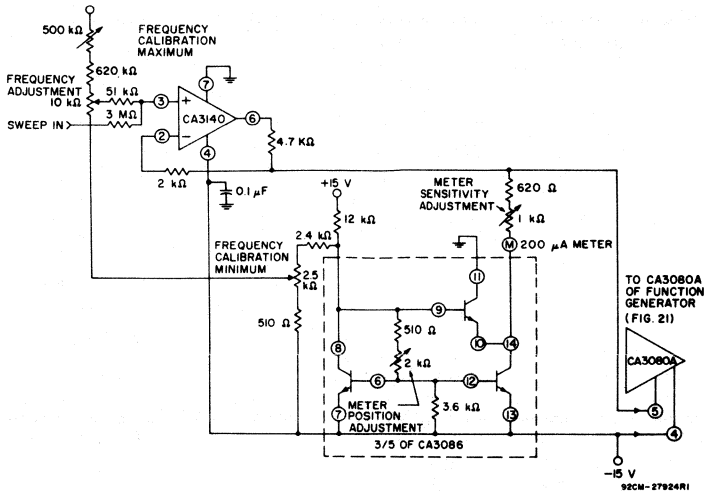 500 kΩ
FREQUENCY
CALIBRATION
MAXIMUM
620 kΩ
FREQUENCY
ADJUSTMENT
10 kΩ
51 kΩ
SWEEP IN
3 MΩ
7
3
+
CA3140
6
2
–
4
4.7 KΩ
2 kΩ
0.1 μF
+15 V
12 kΩ
2.4 kΩ
FREQUENCY
CALIBRATION
MINIMUM
2.5
kΩ
510 Ω
METER
SENSITIVITY
ADJUSTMENT
620 Ω
1 kΩ
M
200 μA METER
11
9
510 Ω
10
14
8
2 kΩ
6
12
7
METER
POSITION
ADJUSTMENT
3.6 kΩ
13
3/5 OF CA3086
TO CA3080A
OF FUNCTION
GENERATOR
(FIG. 21)
CA3080A
5
4
–15 V
92CM-27924R1